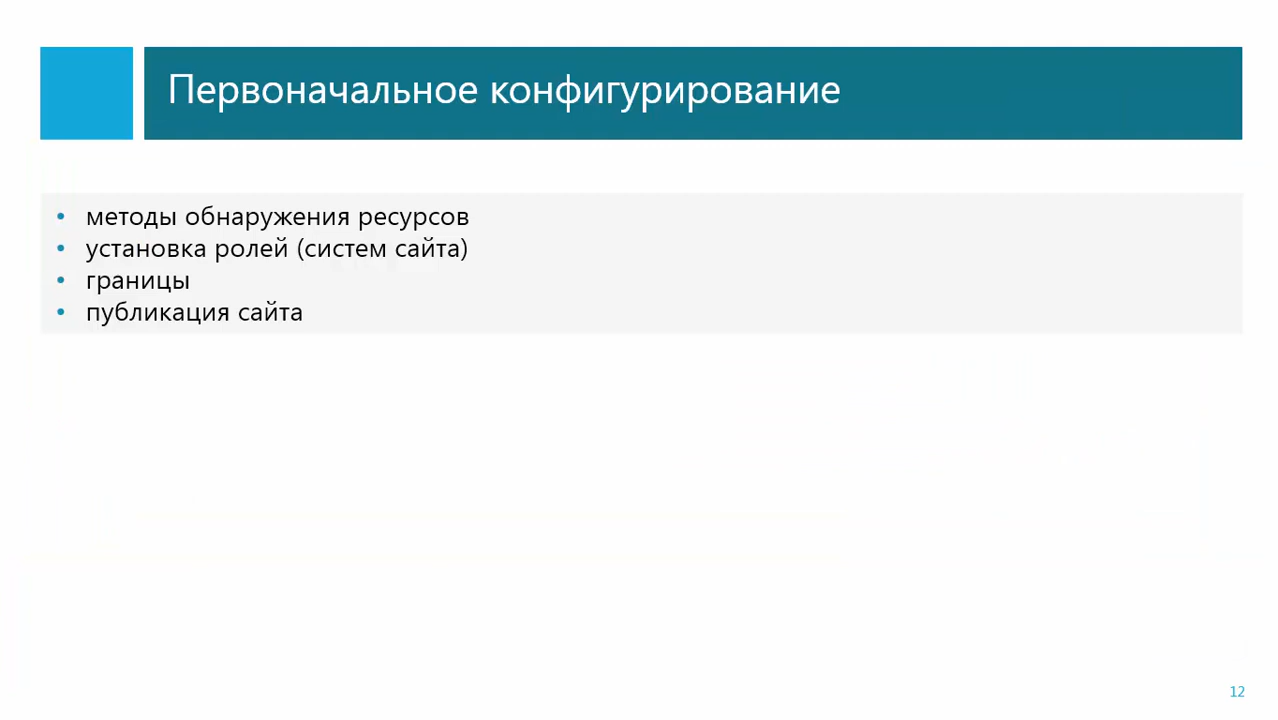 Первоначальное конфигурирование
• методы обнаружения ресурсов
• установка ролей (систем сайта)
• границы
• публикация сайта
12